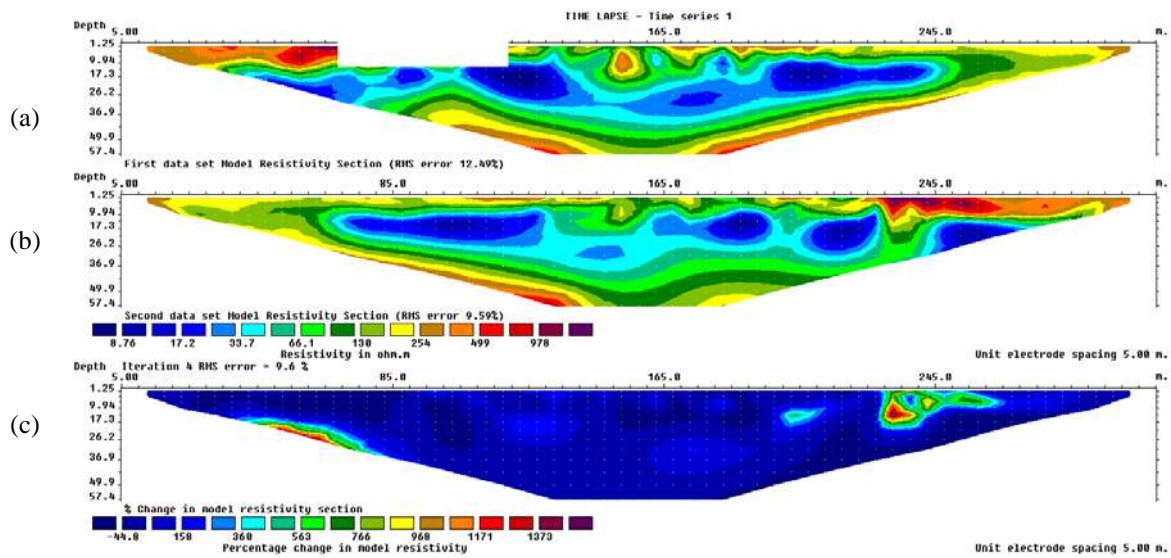 TIME LAPSE - Time series 1
Depth 5.00 165.0 245.0 m.
1.25
9.94
17.3
26.2
36.9
49.9
57.4
(a)
First data set Model Resistivity Section (RMS error 12.49%)
Depth 5.00 85.0 165.0 245.0 m.
1.25
9.94
17.3
26.2
36.9
49.9
57.4
(b)
Second data set Model Resistivity Section (RMS error 9.59%)
8.76 17.2 33.7 66.1 130 254 499 978
Resistivity in ohm.m
Unit electrode spacing 5.00 m.
Depth Iteration 4 RMS error = 9.6 %
5.00 85.0 165.0 245.0 m.
1.25
9.94
17.3
26.2
36.9
49.9
57.4
(c)
% Change in model resistivity section
-44.8 158 360 563 766 968 1171 1373
Percentage change in model resistivity
Unit electrode spacing 5.00 m.